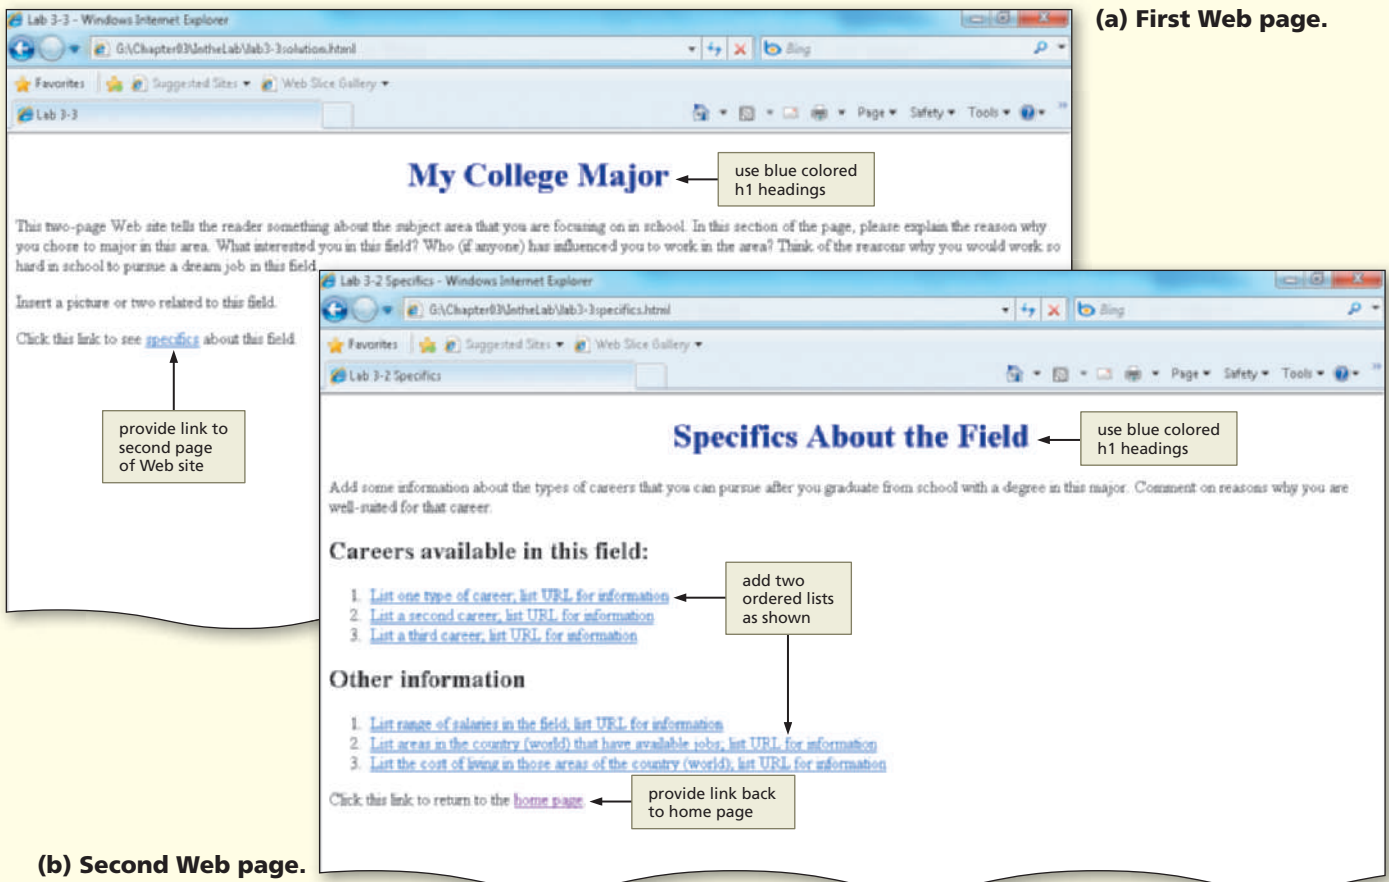 (a) First Web page.
Lab 3-3 - Windows Internet Explorer
G:\Chapter03\IntheLab\lab3-3solution.html
Bing
Favorites
Suggested Sites
Web Slice Gallery
Lab 3-3
Page
Safety
Tools
My College Major
use blue colored
h1 headings
This two-page Web site tells the reader something about the subject area that you are focusing on in school. In this section of the page, please explain the reason why
you chose to major in this area. What interested you in this field? Who (if anyone) has influenced you to work in the area? Think of the reasons why you would work so
hard in school to pursue a dream job in this field.
Insert a picture or two related to this field.
Click this link to see specifics about this field.
provide link to
second page
of Web site
Lab 3-2 Specifics - Windows Internet Explorer
G:\Chapter03\IntheLab\lab3-3specifics.html
Bing
Favorites
Suggested Sites
Web Slice Gallery
Lab 3-2 Specifics
Page
Safety
Tools
Specifics About the Field
use blue colored
h1 headings
Add some information about the types of careers that you can pursue after you graduate from school with a degree in this major. Comment on reasons why you are
well-suited for that career.
Careers available in this field:
1. List one type of career; list URL for information
2. List a second career; list URL for information
3. List a third career; list URL for information
add two
ordered lists
as shown
Other information
1. List range of salaries in the field; list URL for information
2. List areas in the country (world) that have available jobs; list URL for information
3. List the cost of living in those areas of the country (world); list URL for information
Click this link to return to the home page.
provide link back
to home page
(b) Second Web page.